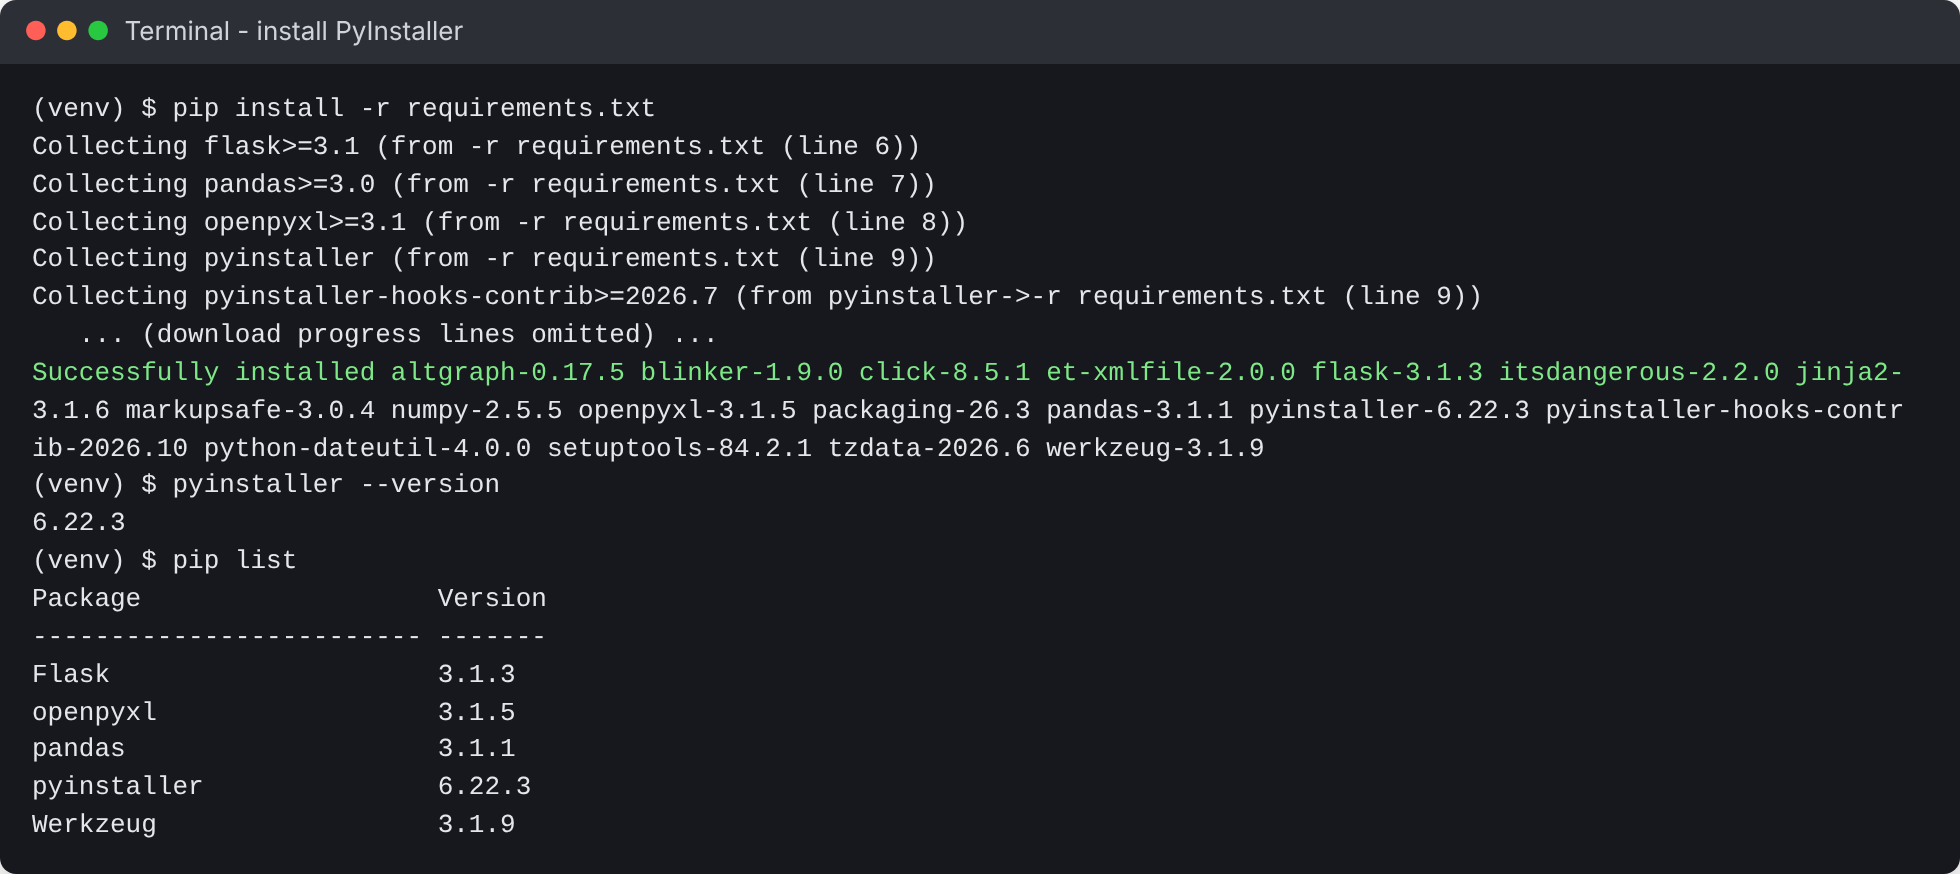 Terminal - install PyInstaller
(venv) $ pip install -r requirements.txt
Collecting flask>=3.1 (from -r requirements.txt (line 6))
Collecting pandas>=3.0 (from -r requirements.txt (line 7))
Collecting openpyxl>=3.1 (from -r requirements.txt (line 8))
Collecting pyinstaller (from -r requirements.txt (line 9))
Collecting pyinstaller-hooks-contrib>=2026.7 (from pyinstaller->-r requirements.txt (line 9))
   ... (download progress lines omitted) ...
Successfully installed altgraph-0.17.5 blinker-1.9.0 click-8.5.1 et-xmlfile-2.0.0 flask-3.1.3 itsdangerous-2.2.0 jinja2-
3.1.6 markupsafe-3.0.4 numpy-2.5.5 openpyxl-3.1.5 packaging-26.3 pandas-3.1.1 pyinstaller-6.22.3 pyinstaller-hooks-contr
ib-2026.10 python-dateutil-4.0.0 setuptools-84.2.1 tzdata-2026.6 werkzeug-3.1.9
(venv) $ pyinstaller --version
6.22.3
(venv) $ pip list
Package                   Version
------------------------- -------
Flask                     3.1.3
openpyxl                  3.1.5
pandas                    3.1.1
pyinstaller               6.22.3
Werkzeug                  3.1.9